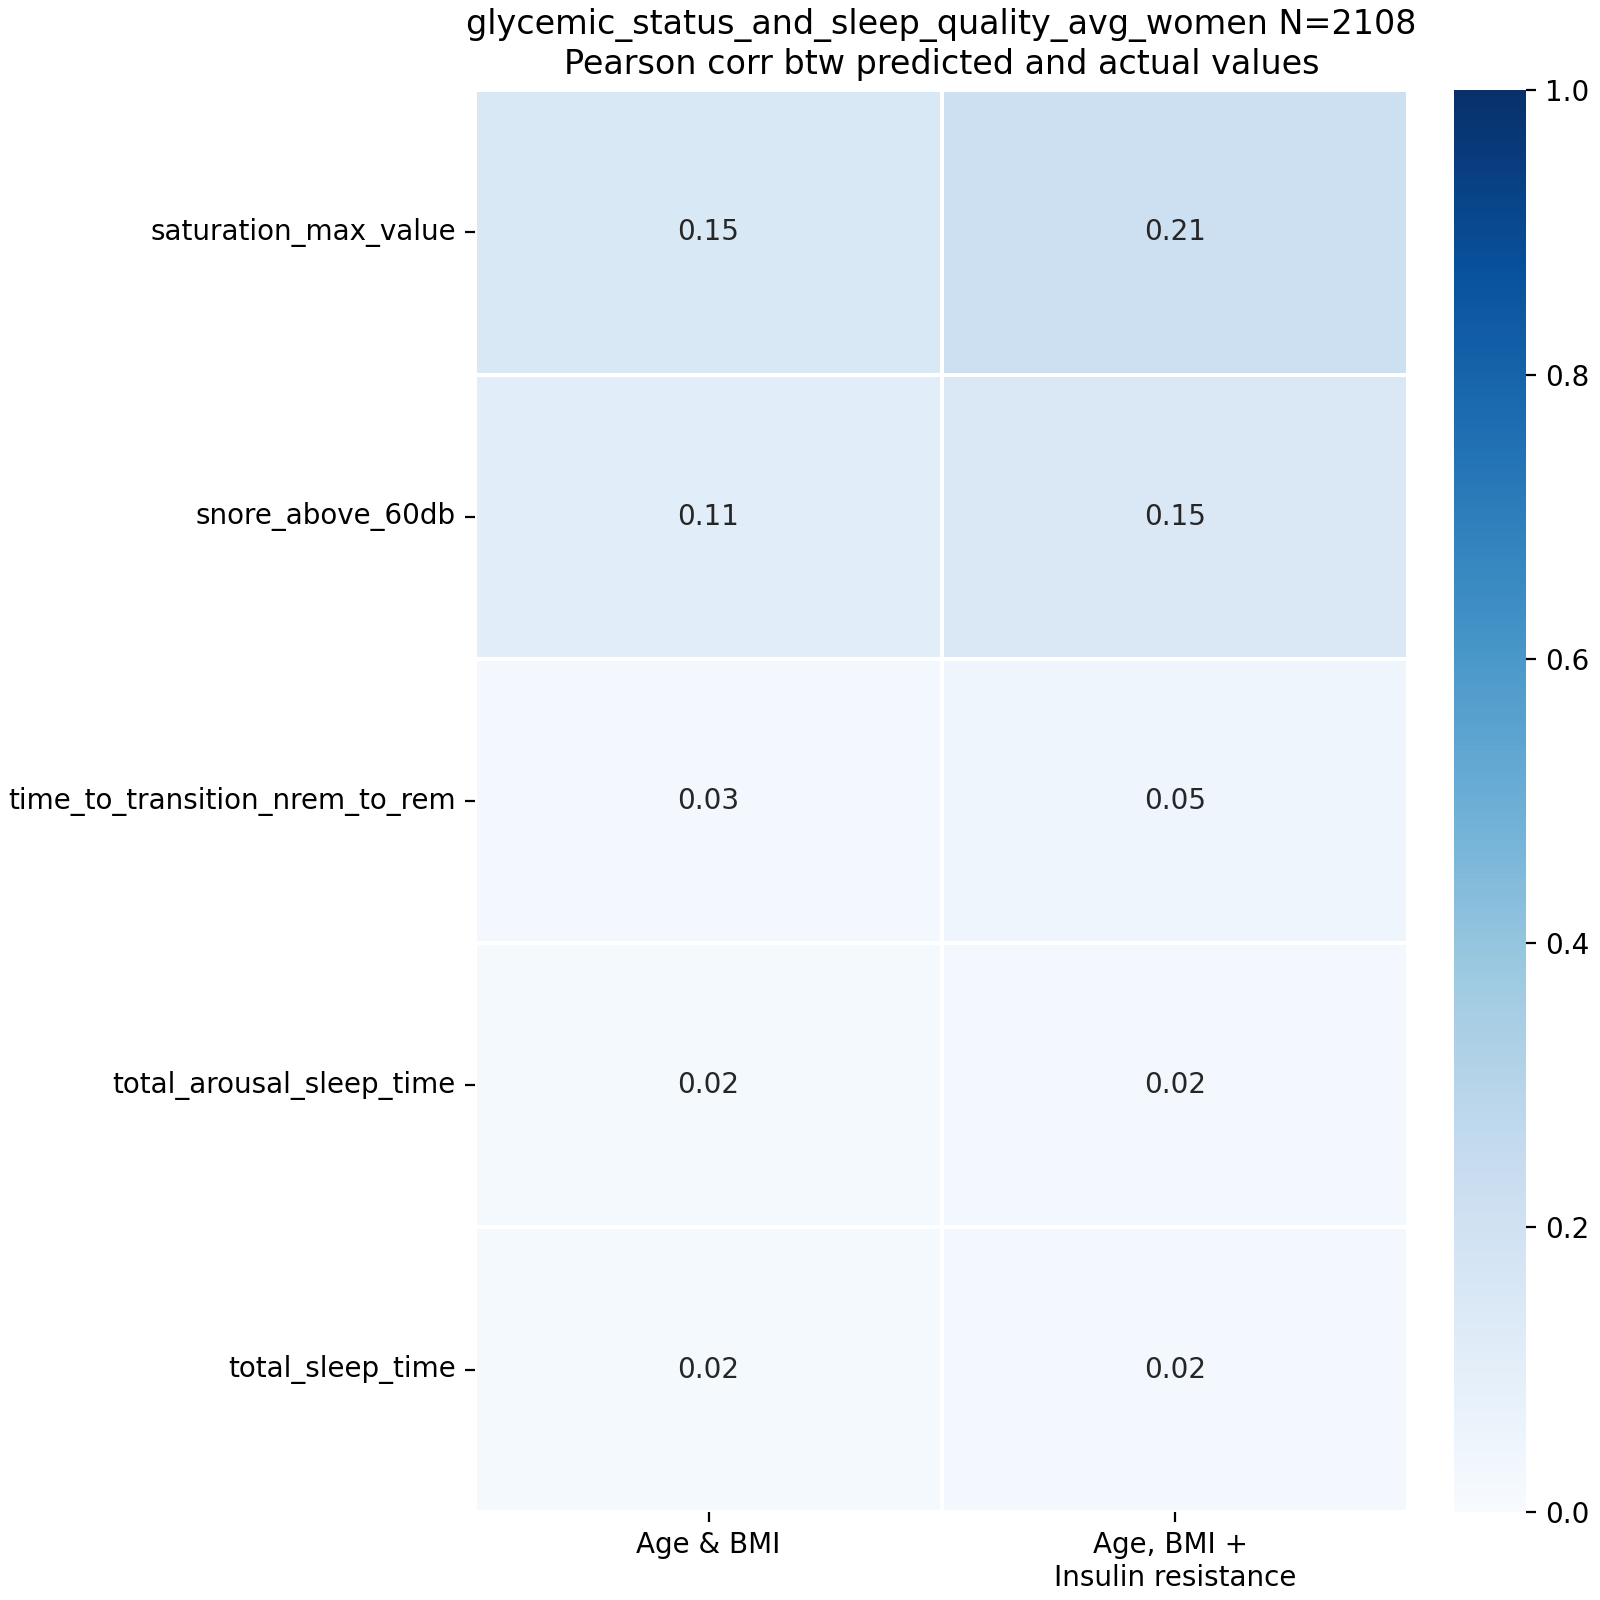 glycemic_status_and_sleep_quality_avg_women N=2108
Pearson corr btw predicted and actual values
saturation_max_value 0.15 0.21
snore_above_60db 0.11 0.15
time_to_transition_nrem_to_rem 0.03 0.05
total_arousal_sleep_time 0.02 0.02
total_sleep_time 0.02 0.02
Age & BMI
Age, BMI +
Insulin resistance
1.0
0.8
0.6
0.4
0.2
0.0